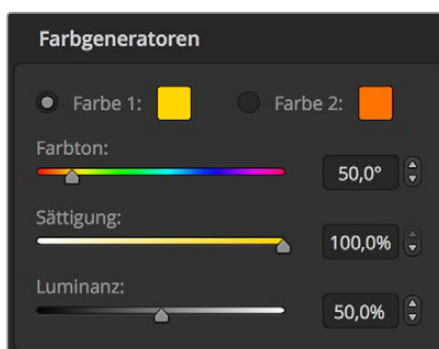 Farbgeneratoren
Farbe 1: Farbe 2:
Farbton:
50,0°
Sättigung:
100,0%
Luminanz:
50,0%